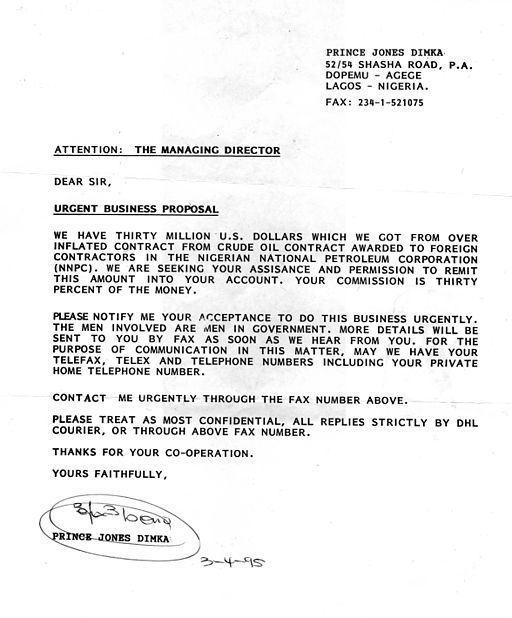 PRINCE JONES DIMKA
52/54 SHASHA ROAD, P.A.
DOPEMU - AGEGE
LAGOS - NIGERIA.
FAX: 234-1-521075
ATTENTION: THE MANAGING DIRECTOR
DEAR SIR,
URGENT BUSINESS PROPOSAL
WE HAVE THIRTY MILLION U.S. DOLLARS WHICH WE GOT FROM OVER
INFLATED CONTRACT FROM CRUDE OIL CONTRACT AWARDED TO FOREIGN
CONTRACTORS IN THE NIGERIAN NATIONAL PETROLEUM CORPORATION
(NNPC). WE ARE SEEKING YOUR ASSISANCE AND PERMISSION TO REMIT
THIS AMOUNT INTO YOUR ACCOUNT. YOUR COMMISSION IS THIRTY
PERCENT OF THE MONEY.
PLEASE NOTIFY ME YOUR ACCEPTANCE TO DO THIS BUSINESS URGENTLY.
THE MEN INVOLVED ARE MEN IN GOVERNMENT. MORE DETAILS WILL BE
SENT TO YOU BY FAX AS SOON AS WE HEAR FROM YOU. FOR THE
PURPOSE OF COMMUNICATION IN THIS MATTER, MAY WE HAVE YOUR
TELEFAX, TELEX AND TELEPHONE NUMBERS INCLUDING YOUR PRIVATE
HOME TELEPHONE NUMBER.
CONTACT ME URGENTLY THROUGH THE FAX NUMBER ABOVE.
PLEASE TREAT AS MOST CONFIDENTIAL, ALL REPLIES STRICTLY BY DHL
COURIER, OR THROUGH ABOVE FAX NUMBER.
THANKS FOR YOUR CO-OPERATION.
YOURS FAITHFULLY,
PRINCE JONES DIMKA
3-4-95